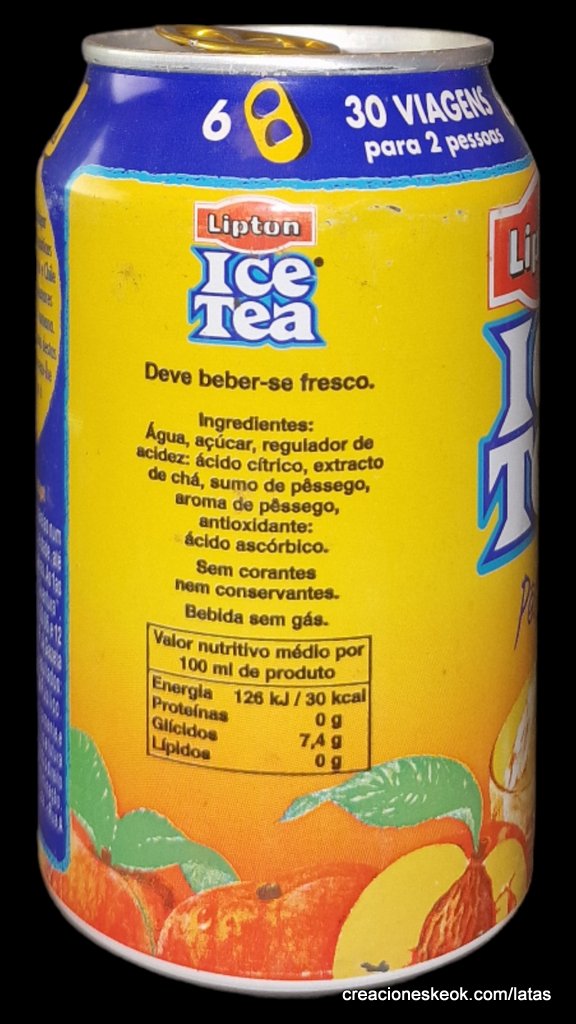 6
30 VIAGENS
para 2 pessoas
Lipton
Ice
Tea
Deve beber-se fresco.
Ingredientes:
Água, açúcar, regulador de
acidez: ácido cítrico, extracto
de chá, sumo de pêssego,
aroma de pêssego,
antioxidante:
ácido ascórbico.
Sem corantes
nem conservantes.
Bebida sem gás.
Valor nutritivo médio por
100 ml de produto
Energia 126 kJ / 30 kcal
Proteínas 0 g
Glícidos 7,4 g
Lípidos 0 g
creacioneskeok.com/latas